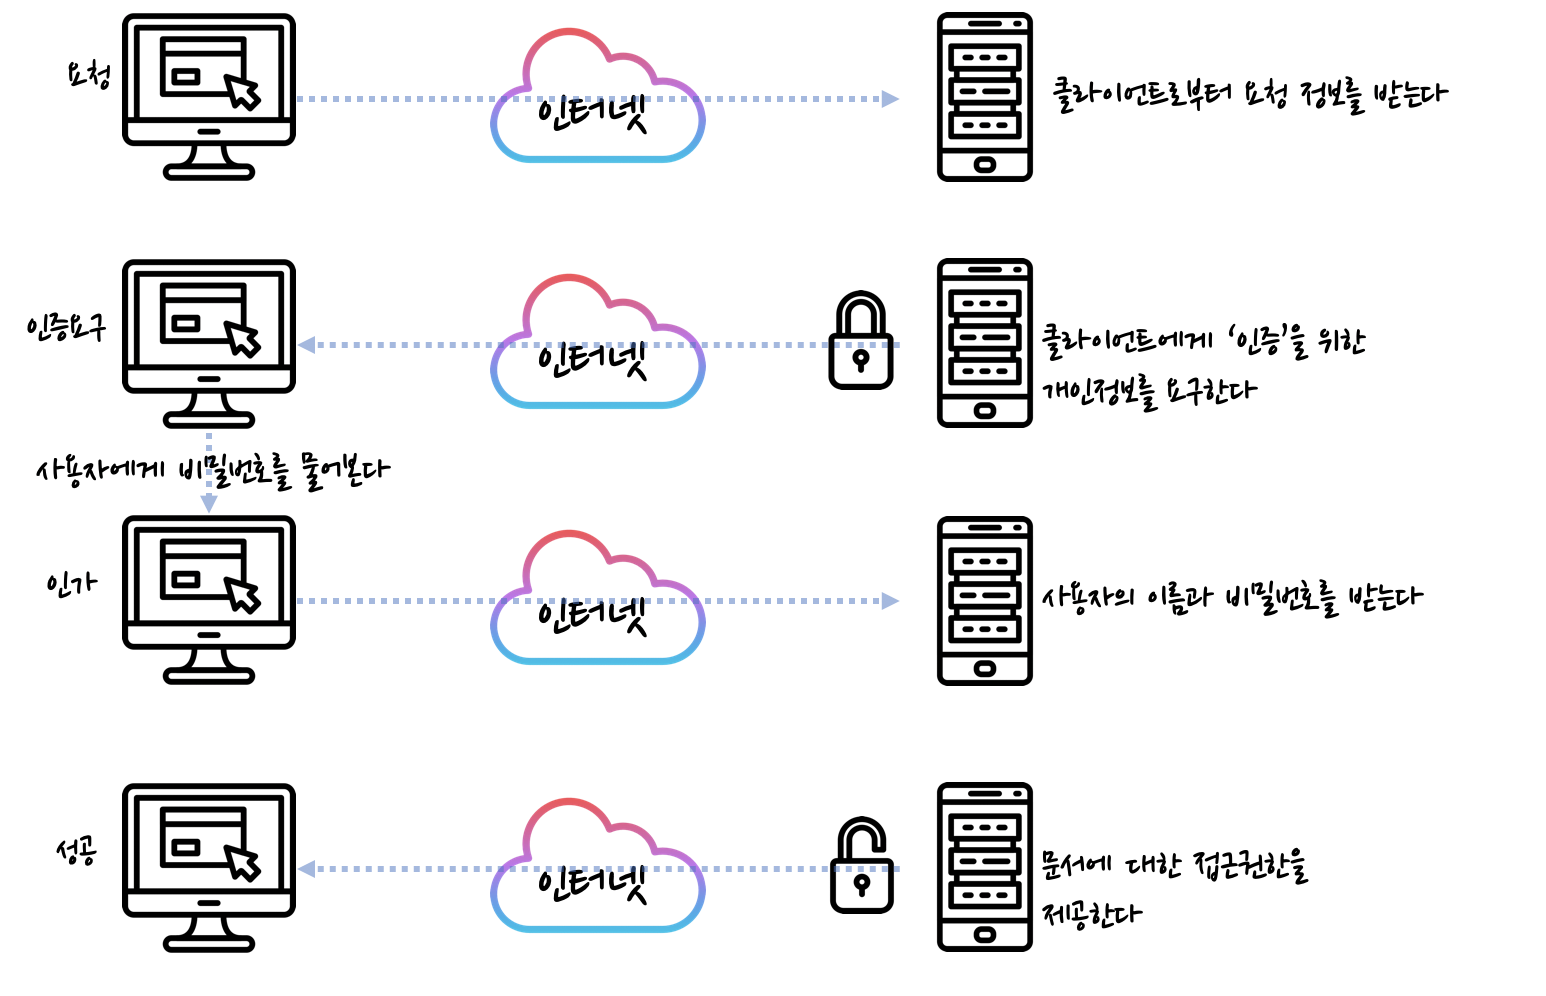 요청
인터넷
클라이언트로부터 요청 정보를 받는다
인증요구
인터넷
클라이언트에게 ‘인증’을 위한
개인정보를 요구한다
사용자에게 비밀번호를 물어본다
인가
인터넷
사용자의 이름과 비밀번호를 받는다
성공
인터넷
문서에 대한 접근권한을
제공한다